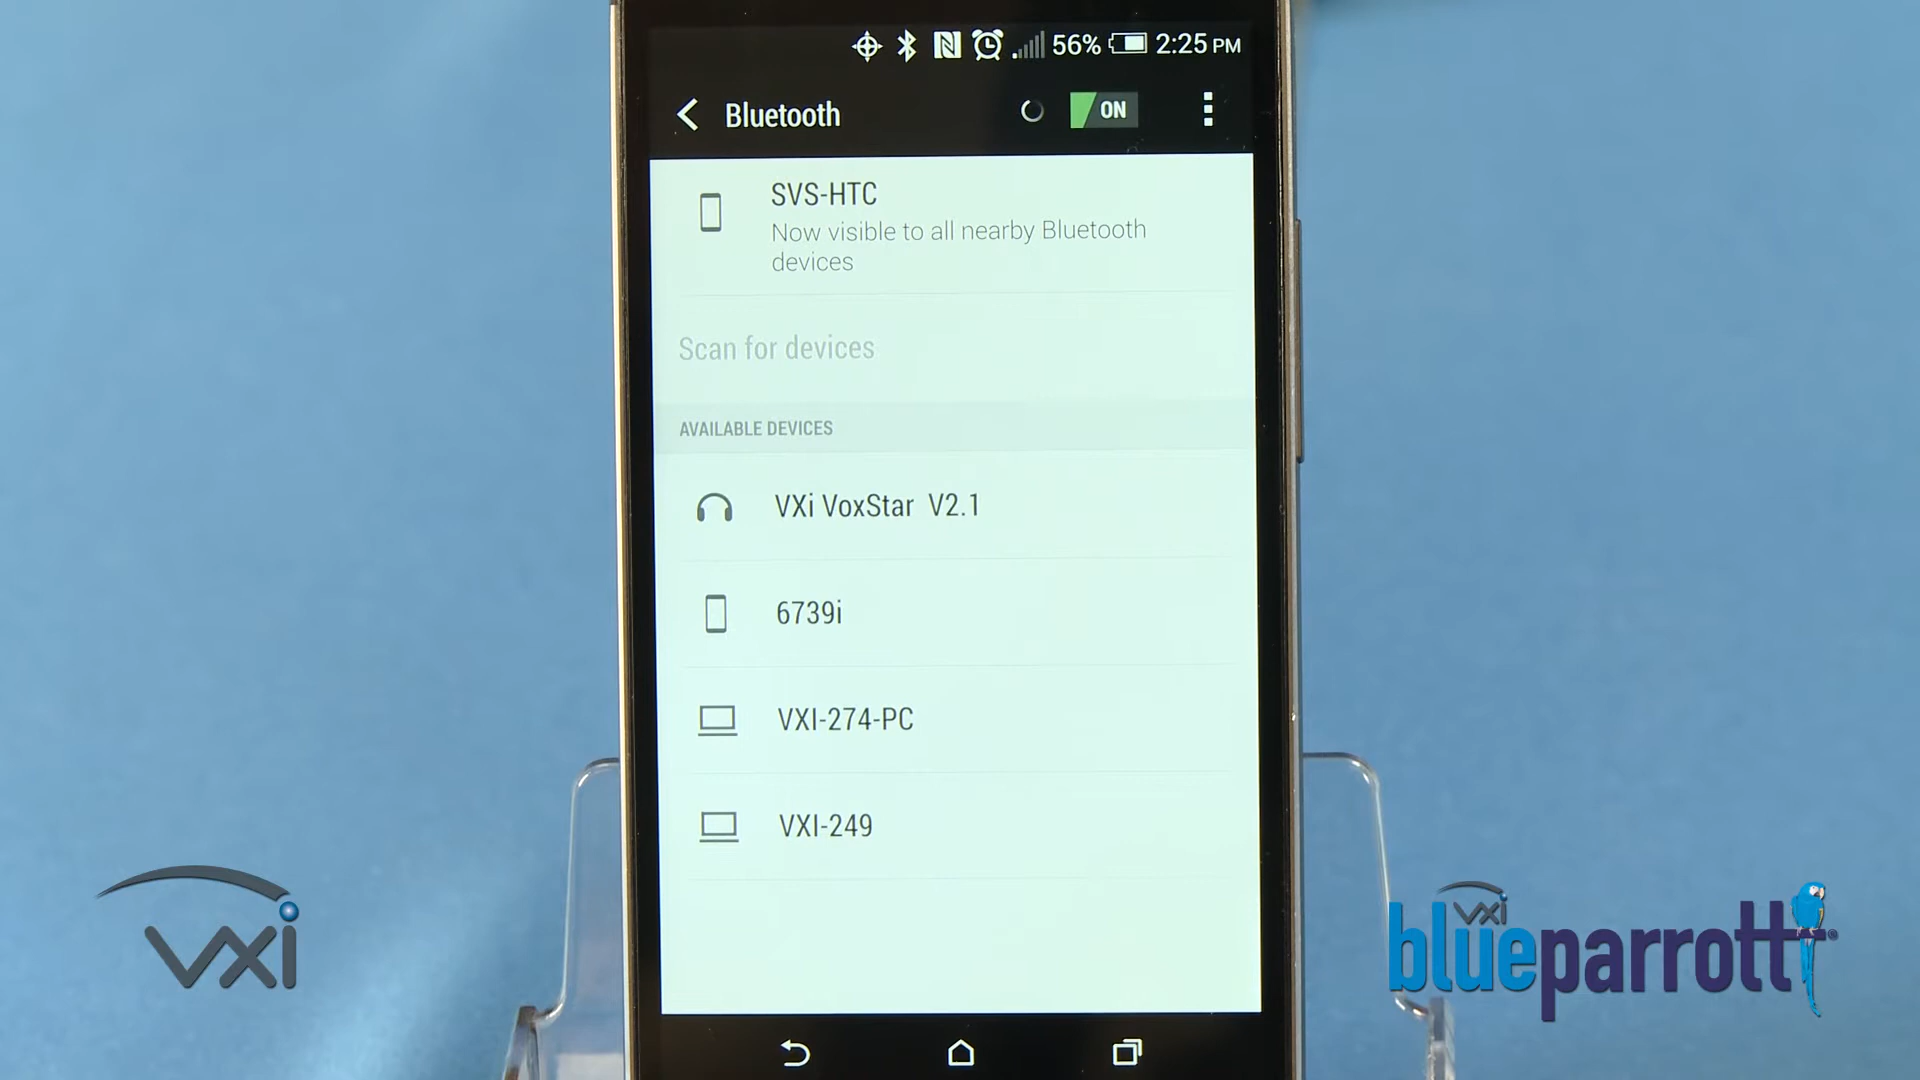 56% 2:25 PM
Bluetooth ON
SVS-HTC
Now visible to all nearby Bluetooth
devices
Scan for devices
AVAILABLE DEVICES
VXi VoxStar V2.1
6739i
VXI-274-PC
VXI-249
VXi
VXi
blueparrott®